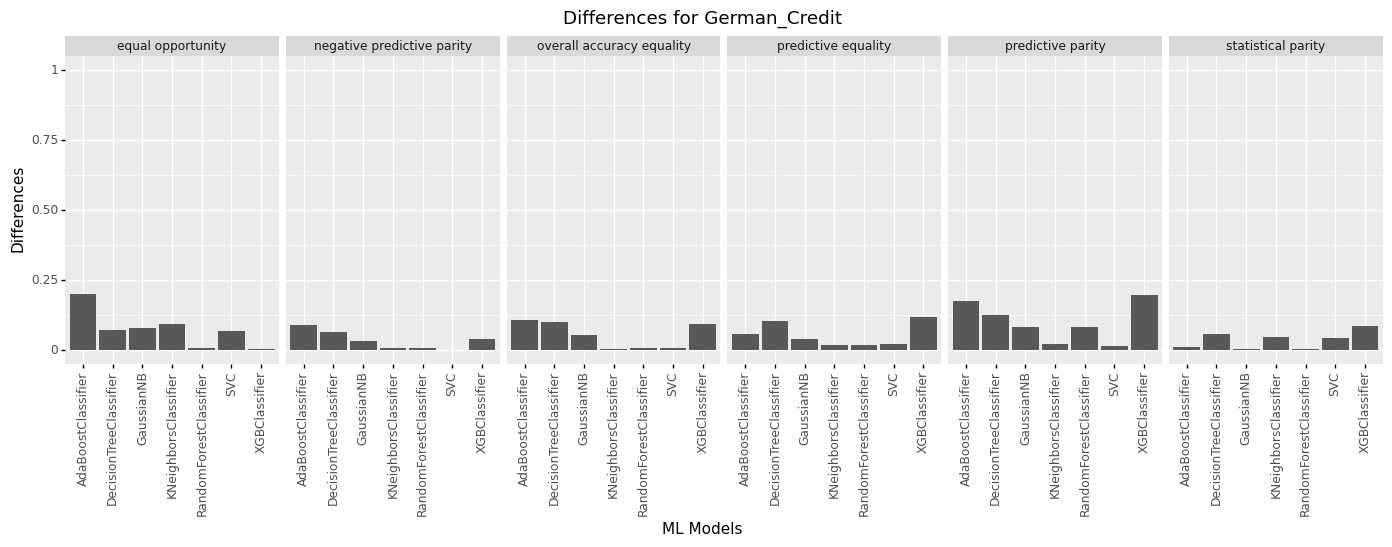 Differences for German_Credit
equal opportunity
negative predictive parity
overall accuracy equality
predictive equality
predictive parity
statistical parity
Differences
1
0.75
0.50
0.25
0
AdaBoostClassifier
DecisionTreeClassifier
GaussianNB
KNeighborsClassifier
RandomForestClassifier
SVC
XGBClassifier
AdaBoostClassifier
DecisionTreeClassifier
GaussianNB
KNeighborsClassifier
RandomForestClassifier
SVC
XGBClassifier
AdaBoostClassifier
DecisionTreeClassifier
GaussianNB
KNeighborsClassifier
RandomForestClassifier
SVC
XGBClassifier
AdaBoostClassifier
DecisionTreeClassifier
GaussianNB
KNeighborsClassifier
RandomForestClassifier
SVC
XGBClassifier
AdaBoostClassifier
DecisionTreeClassifier
GaussianNB
KNeighborsClassifier
RandomForestClassifier
SVC
XGBClassifier
AdaBoostClassifier
DecisionTreeClassifier
GaussianNB
KNeighborsClassifier
RandomForestClassifier
SVC
XGBClassifier
ML Models